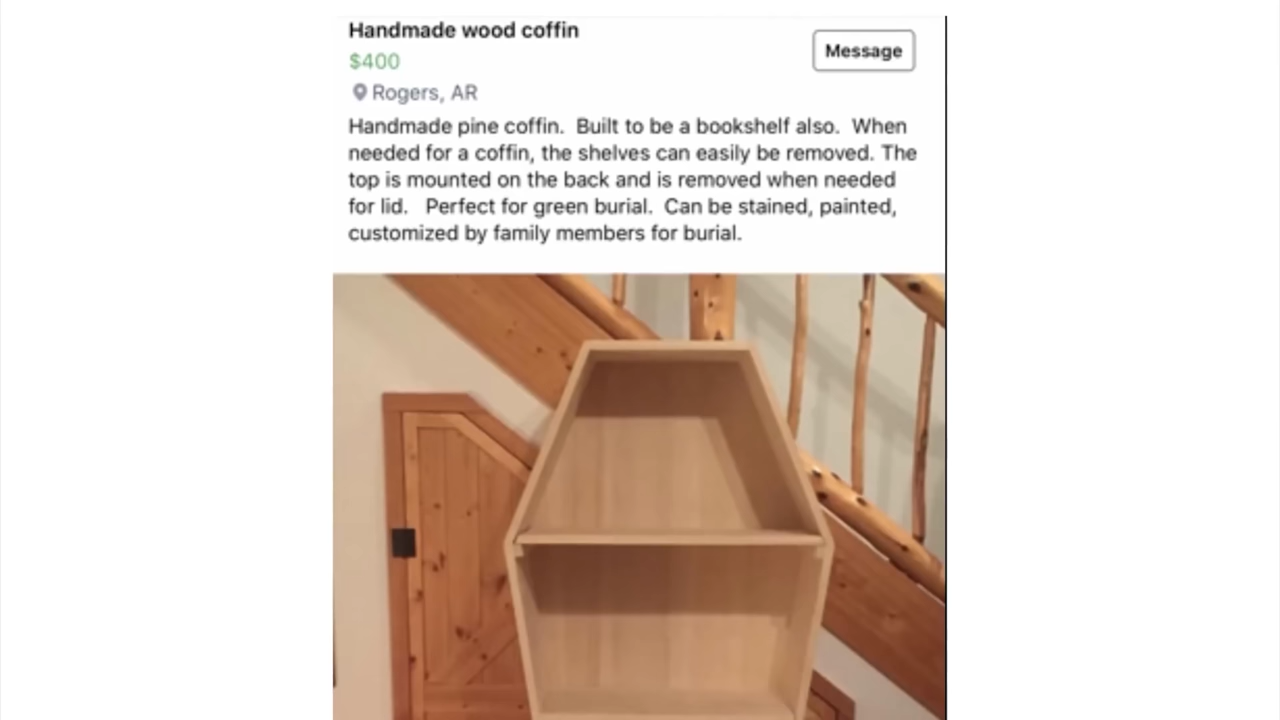 Handmade wood coffin
$400
Message
Rogers, AR
Handmade pine coffin.  Built to be a bookshelf also.  When
needed for a coffin, the shelves can easily be removed. The
top is mounted on the back and is removed when needed
for lid.   Perfect for green burial.  Can be stained, painted,
customized by family members for burial.